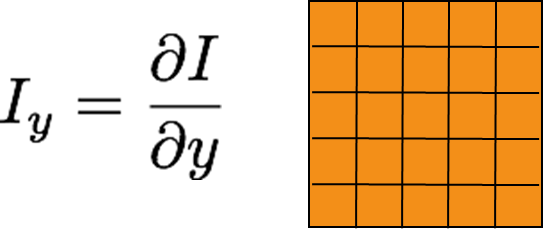 I_y = ∂I/∂y